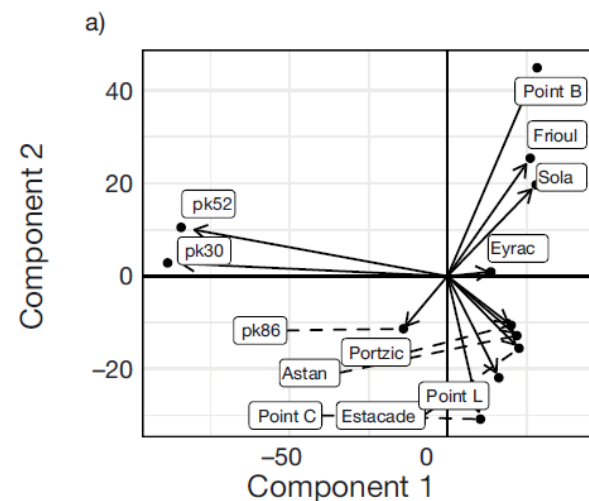 a)
Component 2
40
20
0
−20
Point B
Frioul
Sola
pk52
pk30
Eyrac
pk86
Portzic
Astan
Point L
Point C
Estacade
−50
0
Component 1